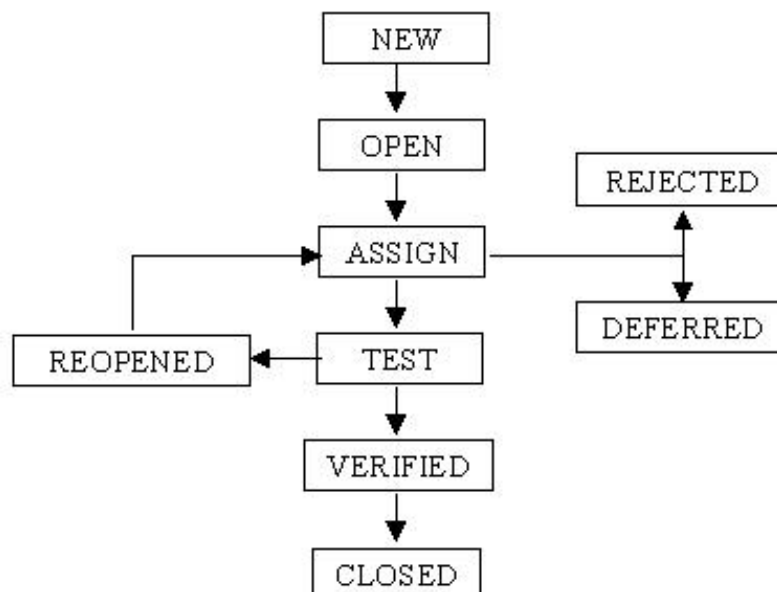 NEW
OPEN
REJECTED
ASSIGN
DEFERRED
REOPENED
TEST
VERIFIED
CLOSED